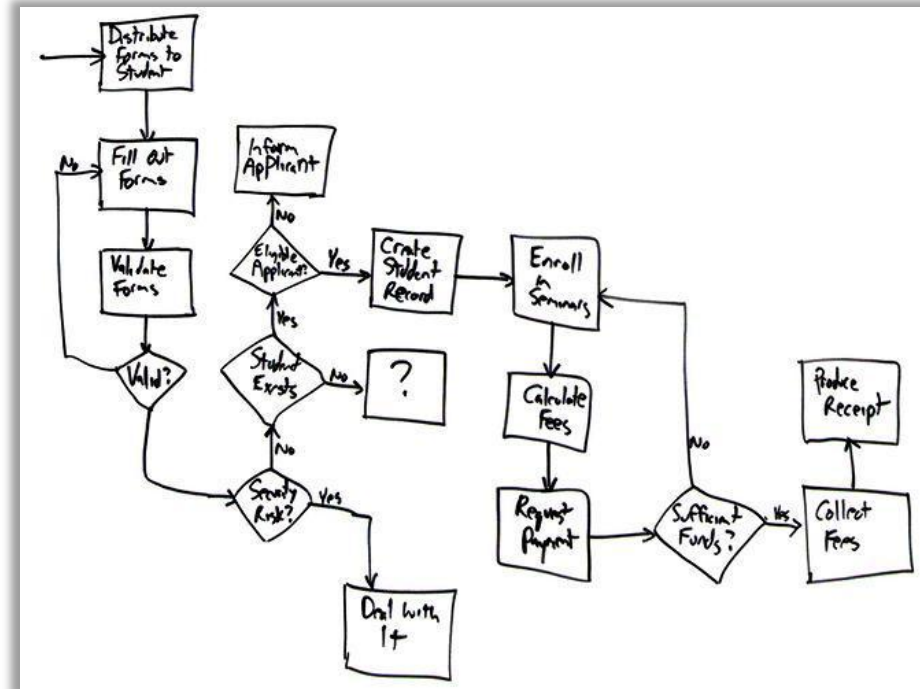 Distribute
Forms to
Student
Fill out
Forms
No
Validate
Forms
Valid?
Security
Risk?
Yes
Deal with
It
No
Student
Exists
No
?
Yes
Eligible
Applicant?
No
Inform
Applicant
Yes
Create
Student
Record
Enroll
in
Seminars
Calculate
Fees
Request
Payment
Sufficient
Funds?
No
Yes
Collect
Fees
Produce
Receipt